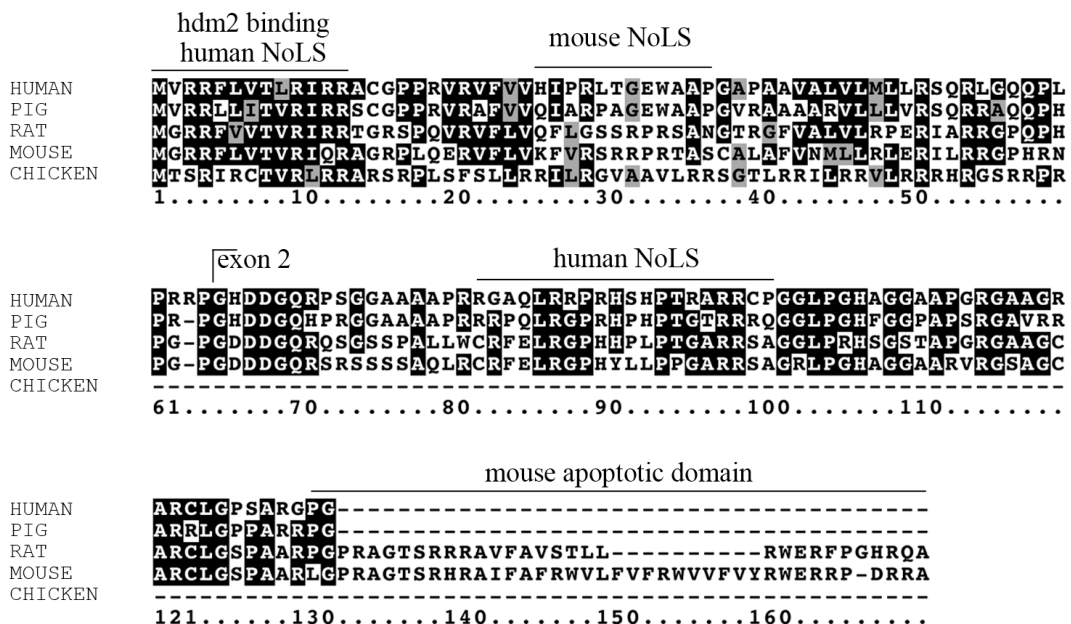 hdm2 binding
human NoLS
mouse NoLS
HUMAN MVRRFLVTLRIRRACGPPRVRVFVVHIPRLTGEWAAPGAPAAVALVLMLLRSQRLGQQPL
PIG MVRRLLITVRIRRSCGPPRVRAFVVQIARPAGEWAAPGVRAAAARVLLLVRSQRRAQQPL
RAT MGRRFVVTVRIRRTGRSPQVRVFLVQFLGSSRPRSANGTRGFVALVLRPERIARRGPQPH
MOUSE MGRRFLVTVRIQRAGRPLQERVFLVKFVRSRRPRTASCALAFVNMLLRLERILRRGPHRN
CHICKEN MTSRIRCTVRLRRARSRPLSFSLLRRILRGVAAVLRRSGTLRRILRRVLRRRHRGSRRPR
1........10........20........30........40........50.........
exon 2
human NoLS
HUMAN PRRPGHDDGQRPSGGAAAAPRRGAQLRRPRHSHPTRARRCPGGLPGHAGGAAPGRGAAGR
PIG PR-PGHDDGQHPRGGAAAAPRRRPQLRGPRHPHPTGTRRRQGGLPGHFGGPAPSRGAVRR
RAT PG-PGDDDGQRQSGSSPALLWCRFELRGPHHPLPTGARRSAGGLPRHSGSTAPGRGAAGC
MOUSE PG-PGDDDGQRSRSSSSAQLRCRFELRGPHYLLPPGARRSAGRLPGHAGGAARVRGSAGC
CHICKEN ------------------------------------------------------------
61.......70........80........90........100.......110........
mouse apoptotic domain
HUMAN ARCLGPSARGPG---------------------------------------
PIG ARRLGPPARRPG---------------------------------------
RAT ARCLGSPAARPGPRAGTSRRRAVFAVSTLL----------RWERFPGHRQA
MOUSE ARCLGSPAARLGPRAGTSRHRAIFAFRWVLFVFRWVVFVYRWERRP-DRRA
CHICKEN ---------------------------------------------------
121......130.......140.......150.......160.........